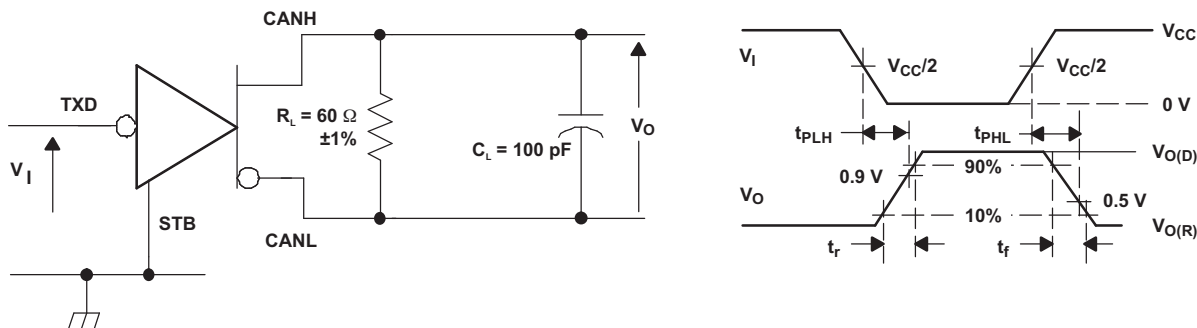 CANH
TXD
R_L = 60 Ω
±1%
C_L = 100 pF
V_O
V_I
STB
CANL
V_CC
V_I
V_CC/2
V_CC/2
0 V
t_PLH
t_PHL
V_O(D)
90%
0.9 V
V_O
0.5 V
10%
V_O(R)
t_r
t_f